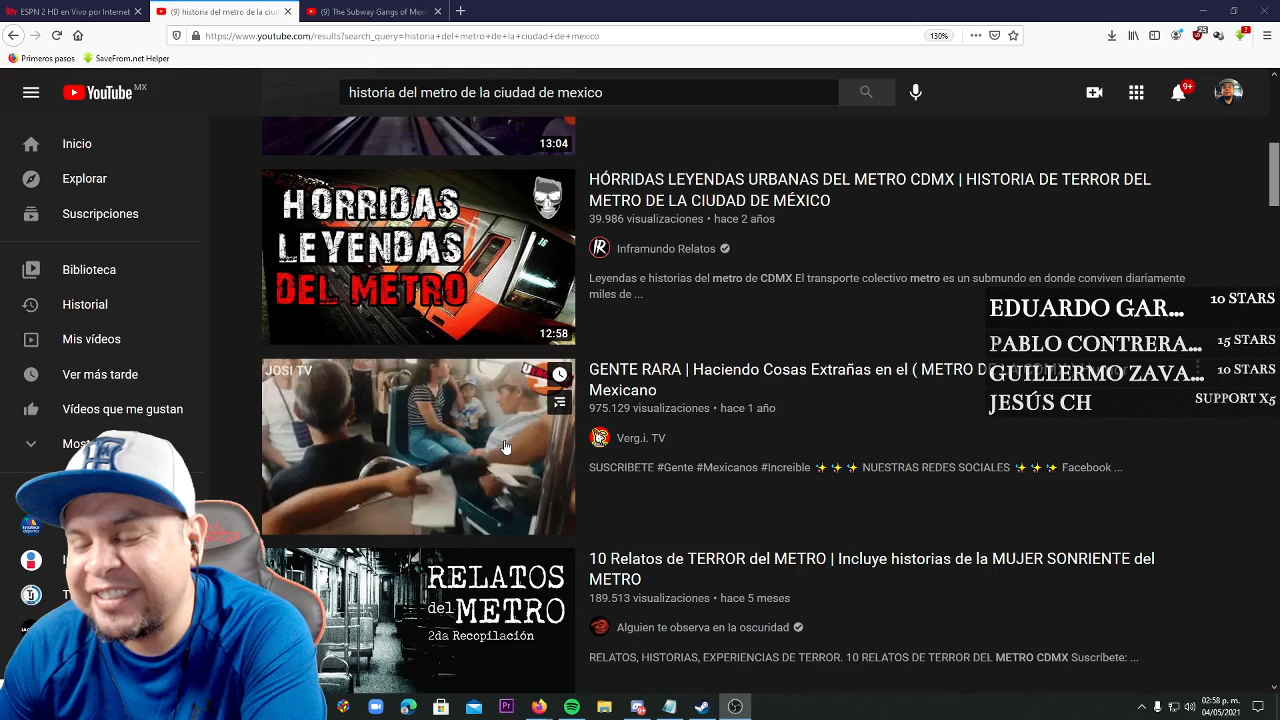 ESPN 2 HD en Vivo por Internet
(9) historia del metro de la ciud
(9) The Subway Gangs of Mexic
https://www.youtube.com/results?search_query=historia+del+metro+de+la+ciudad+de+mexico
130%
25
2
Primeros pasos
SaveFrom.net Helper
YouTube MX
historia del metro de la ciudad de mexico
9+
Inicio
Explorar
Suscripciones
Biblioteca
Historial
Mis vídeos
Ver más tarde
Vídeos que me gustan
13:04
HÓRRIDAS
LEYENDAS
DEL METRO
12:58
HÓRRIDAS LEYENDAS URBANAS DEL METRO CDMX | HISTORIA DE TERROR DEL
METRO DE LA CIUDAD DE MÉXICO
39.986 visualizaciones • hace 2 años
Inframundo Relatos
Leyendas e historias del metro de CDMX El transporte colectivo metro es un submundo en donde conviven diariamente
miles de ...
EDUARDO GAR... 10 STARS
PABLO CONTRERA... 15 STARS
GUILLERMO ZAVA... 10 STARS
JESÚS CH SUPPORT X5
JOSI TV
GENTE RARA | Haciendo Cosas Extrañas en el ( METRO
Mexicano
975.129 visualizaciones • hace 1 año
Verg.i. TV
SUSCRIBETE #Gente #Mexicanos #Increible ✨✨✨ NUESTRAS REDES SOCIALES ✨✨✨ Facebook ...
RELATOS
del METRO
2da Recopilación
10 Relatos de TERROR del METRO | Incluye historias de la MUJER SONRIENTE del
METRO
189.513 visualizaciones • hace 5 meses
Alguien te observa en la oscuridad
RELATOS, HISTORIAS, EXPERIENCIAS DE TERROR. 10 RELATOS DE TERROR DEL METRO CDMX Suscríbete: ...
02:58 p. m.
04/05/2021